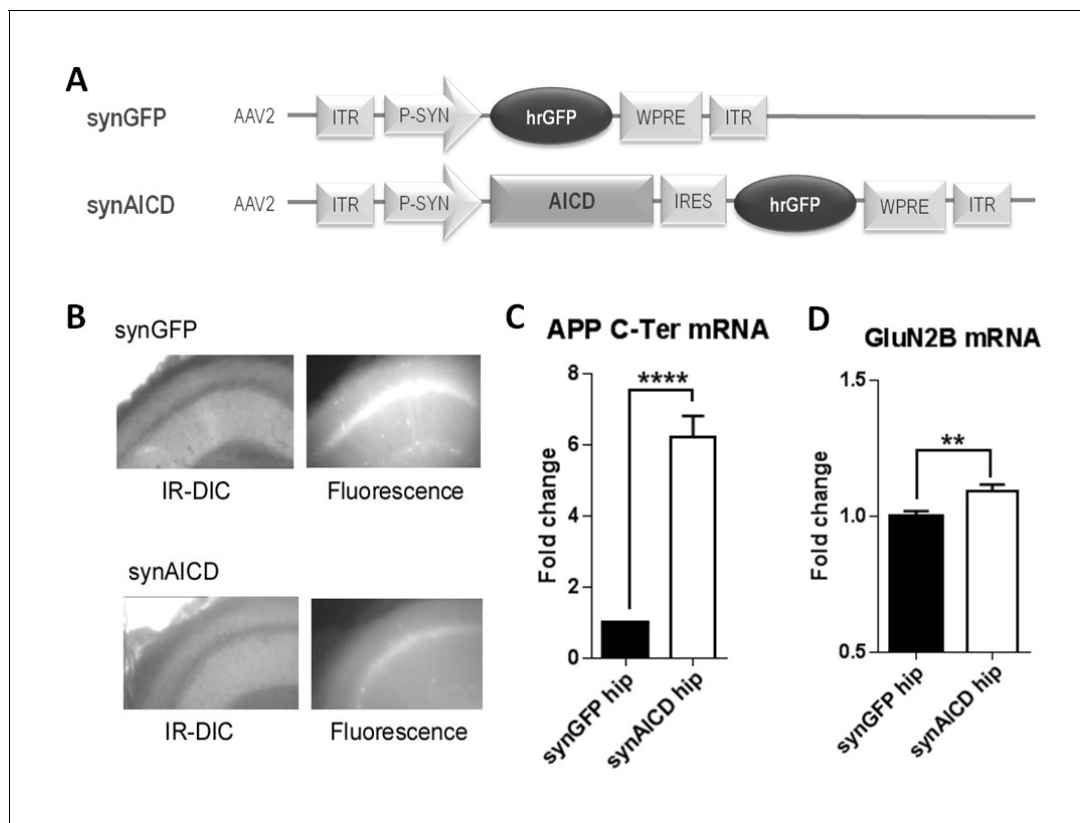 A
synGFP
AAV2 ITR P-SYN hrGFP WPRE ITR
synAICD
AAV2 ITR P-SYN AICD IRES hrGFP WPRE ITR
B
synGFP
IR-DIC Fluorescence
synAICD
IR-DIC Fluorescence
C APP C-Ter mRNA
****
Fold change
8
6
4
2
0
synGFP hip
synAICD hip
D GluN2B mRNA
**
Fold change
1.5
1.0
0.5
synGFP hip
synAICD hip